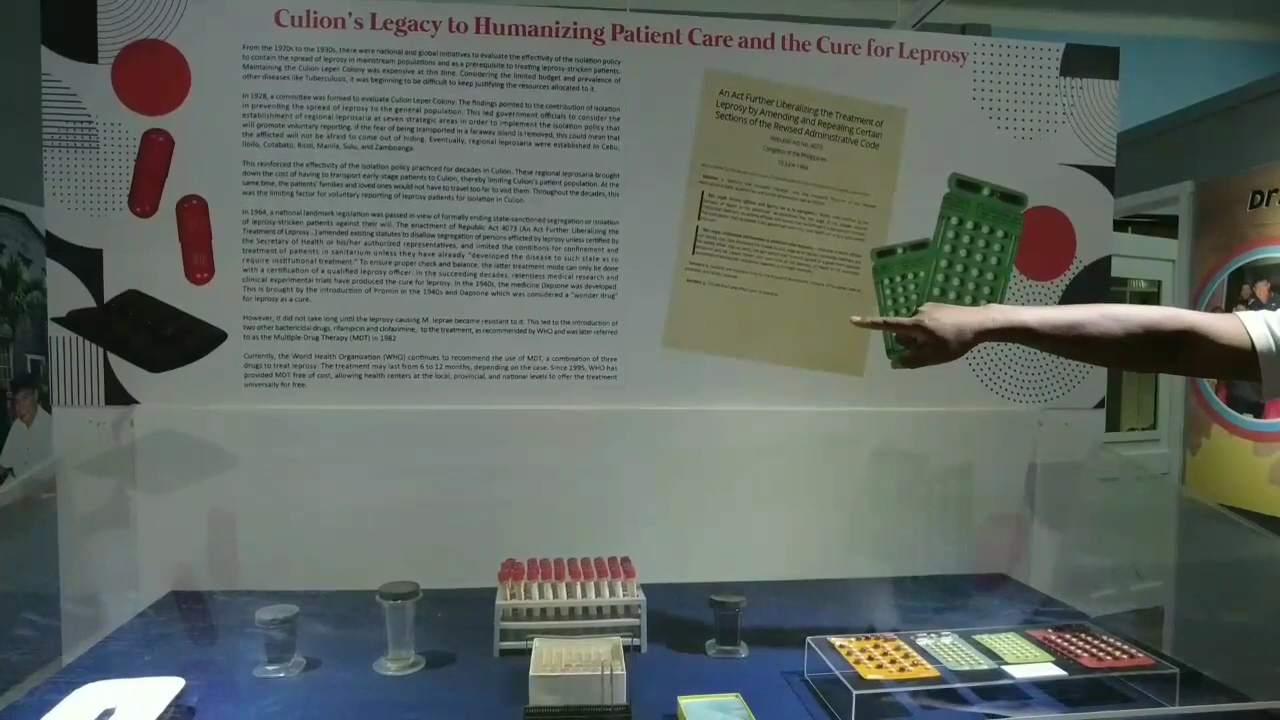 Culion's Legacy to Humanizing Patient Care and the Cure for Leprosy
From the 1920s to the 1930s, there were national and global initiatives to evaluate the effectivity of the isolation policy
to contain the spread of leprosy in mainstream populations and as a prerequisite to treating leprosy-stricken patients.
Maintaining the Culion Leper Colony was expensive at this time. Considering the limited budget and prevalence of
other diseases like Tuberculosis, it was beginning to be difficult to keep justifying the resources allocated to it.
In 1928, a committee was formed to evaluate Culion Leper Colony. The findings pointed to the contribution of isolation
in preventing the spread of leprosy to the general population. This led government officials to consider the
establishment of regional leprosaria at seven strategic areas in order to implement the isolation policy that
will promote voluntary reporting; if the fear of being transported in a faraway island is removed, this could mean that
the afflicted will not be afraid to come out of hiding. Eventually, regional leprosaria were established in Cebu,
Iloilo, Cotabato, Bicol, Manila, Sulu, and Zamboanga.
This reinforced the effectivity of the isolation policy practiced for decades in Culion. These regional leprosaria brought
down the cost of having to transport early-stage patients to Culion, thereby limiting Culion's patient population. At the
same time, the patients' families and loved ones would not have to travel too far to visit them. Throughout the decades, this
was the limiting factor for voluntary reporting of leprosy patients for isolation in Culion.
In 1964, a national landmark legislation was passed in view of formally ending state-sanctioned segregation or isolation
of leprosy-stricken patients against their will. The enactment of Republic Act 4073 (An Act Further Liberalizing the
Treatment of Leprosy...) amended existing statutes to disallow segregation of persons afflicted by leprosy unless certified by
the Secretary of Health or his/her authorized representatives, and limited the conditions for confinement and
treatment of patients in sanitarium unless they have already "developed the disease to such state as to
require institutional treatment." To ensure proper check and balance, the latter treatment mode can only be done
with a certification of a qualified leprosy officer. In the succeeding decades, relentless medical research and
clinical experimental trials have produced the cure for leprosy. In the 1940s, the medicine Dapsone was developed.
This is brought by the introduction of Promin in the 1940s and Dapsone which was considered a "wonder drug"
for leprosy as a cure.
However, it did not take long until the leprosy-causing M. leprae became resistant to it. This led to the introduction of
two other bactericidal drugs, rifampicin and clofazimine, to the treatment, as recommended by WHO and was later referred
to as the Multiple-Drug Therapy (MDT) in 1982.
Currently, the World Health Organization (WHO) continues to recommend the use of MDT, a combination of three
drugs to treat leprosy. The treatment may last from 6 to 12 months, depending on the case. Since 1995, WHO has
provided MDT free of cost, allowing health centers at the local, provincial, and national levels to offer the treatment
universally for free.
An Act Further Liberalizing the Treatment of
Leprosy by Amending and Repealing Certain
Sections of the Revised Administrative Code
Republic Act No. 4073
Congress of the Philippines